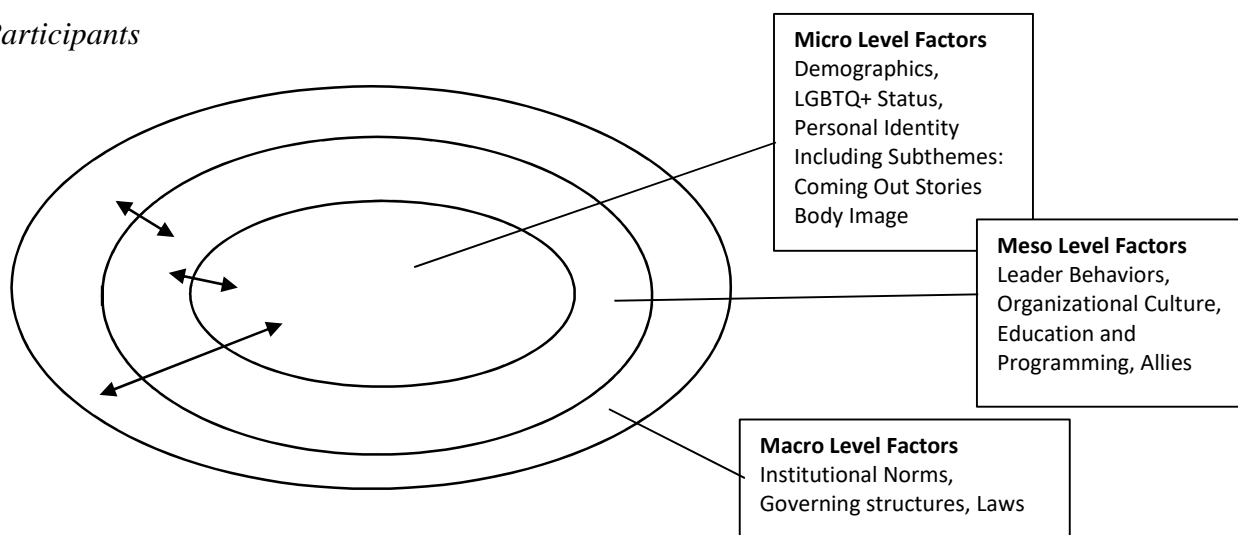 Participants
Micro Level Factors
Demographics,
LGBTQ+ Status,
Personal Identity
Including Subthemes:
Coming Out Stories
Body Image
Meso Level Factors
Leader Behaviors,
Organizational Culture,
Education and
Programming, Allies
Macro Level Factors
Institutional Norms,
Governing structures, Laws